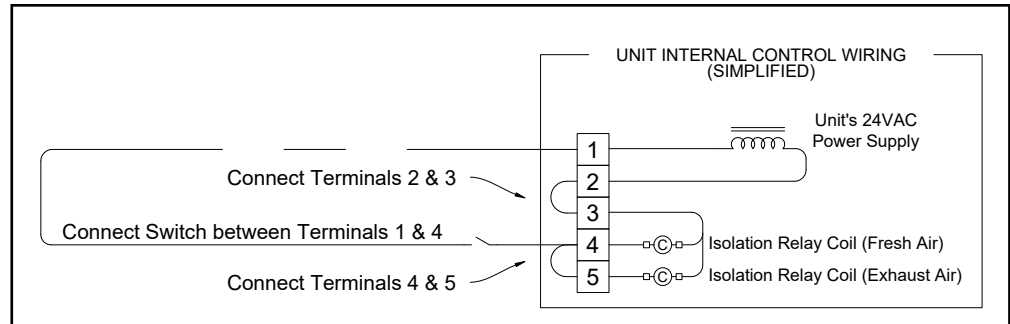 UNIT INTERNAL CONTROL WIRING
(SIMPLIFIED)
Unit's 24VAC
Power Supply
1
2
Connect Terminals 2 & 3
3
Connect Switch between Terminals 1 & 4
4
C
Isolation Relay Coil (Fresh Air)
Connect Terminals 4 & 5
5
C
Isolation Relay Coil (Exhaust Air)